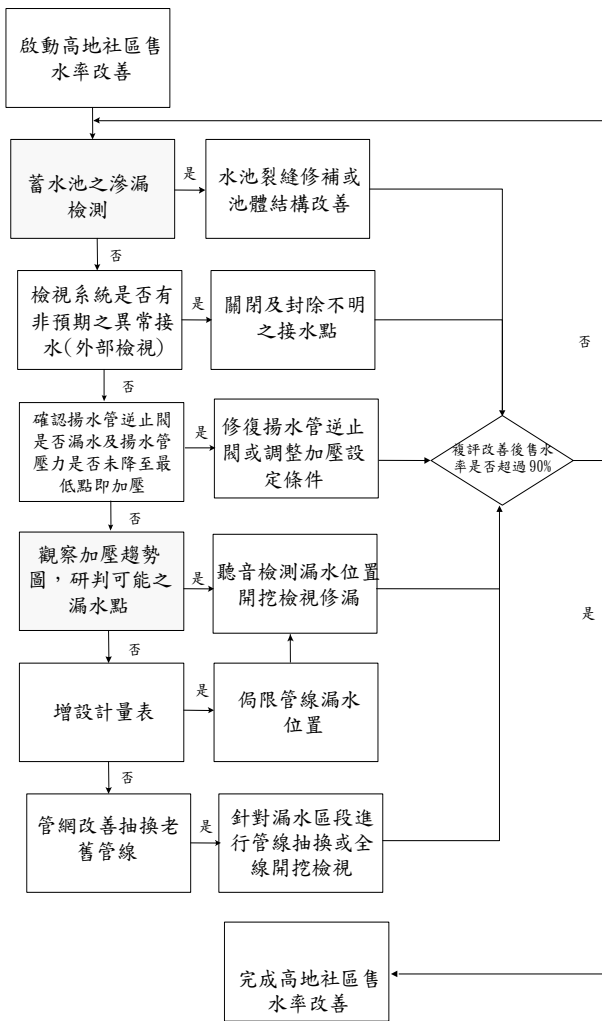 啟動高地社區售
水率改善
蓄水池之滲漏
檢測
是
水池裂縫修補或
池體結構改善
否
檢視系統是否有
非預期之異常接
水(外部檢視)
是
關閉及封除不明
之接水點
否
否
確認揚水管逆止閥
是否漏水及揚水管
壓力是否未降至最
低點即加壓
是
修復揚水管逆止
閥或調整加壓設
定條件
複評改善後售水
率是否超過90%
否
觀察加壓趨勢
圖，研判可能之
漏水點
是
聽音檢測漏水位置
開挖檢視修漏
是
否
增設計量表
是
侷限管線漏水
位置
否
管網改善抽換老
舊管線
是
針對漏水區段進
行管線抽換或全
線開挖檢視
完成高地社區售
水率改善